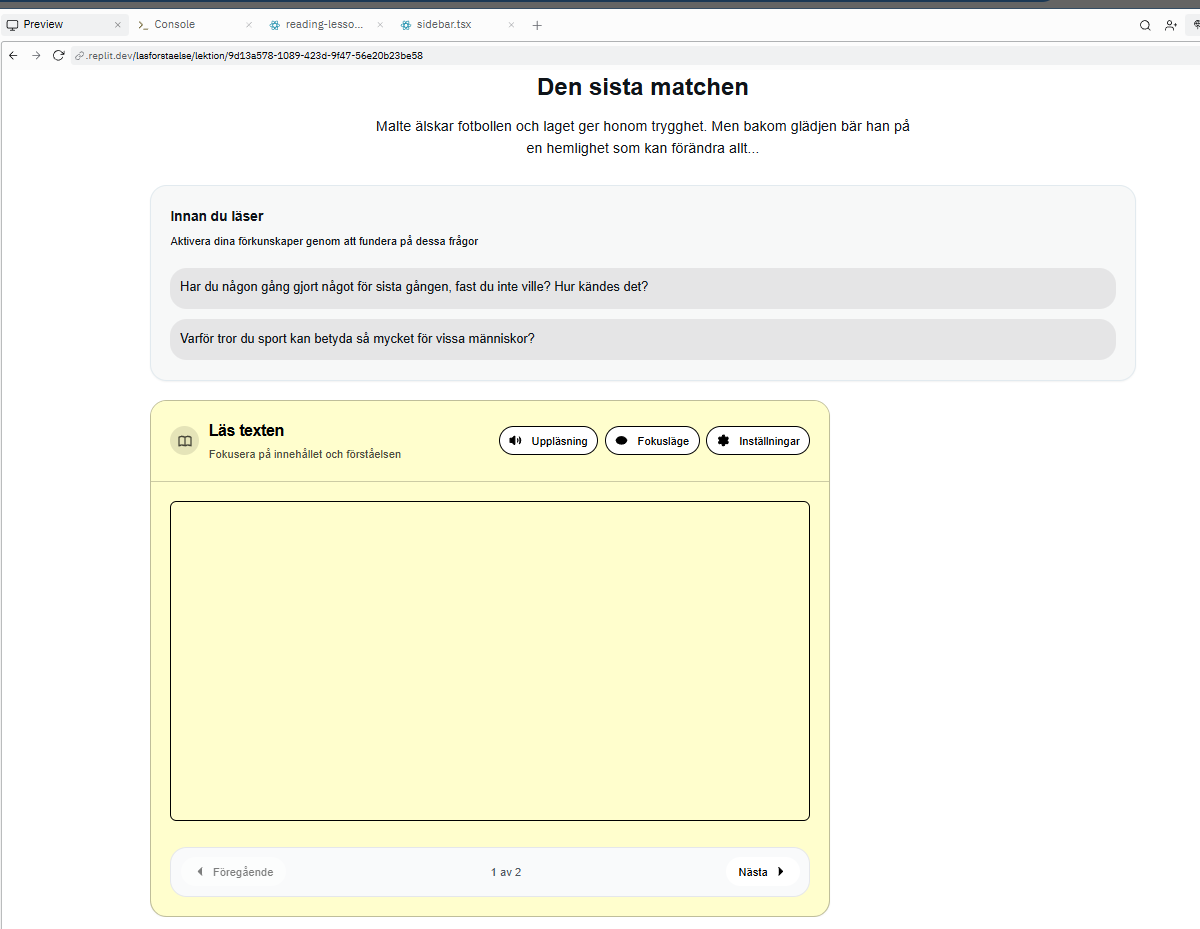 Preview
Console
reading-lesso...
sidebar.tsx
.replit.dev/lasforstaelse/lektion/9d13a578-1089-423d-9f47-56e20b23be58
Den sista matchen
Malte älskar fotbollen och laget ger honom trygghet. Men bakom glädjen bär han på
en hemlighet som kan förändra allt...
Innan du läser
Aktivera dina förkunskaper genom att fundera på dessa frågor
Har du någon gång gjort något för sista gången, fast du inte ville? Hur kändes det?
Varför tror du sport kan betyda så mycket för vissa människor?
Läs texten
Fokusera på innehållet och förståelsen
Uppläsning
Fokusläge
Inställningar
Föregående
1 av 2
Nästa